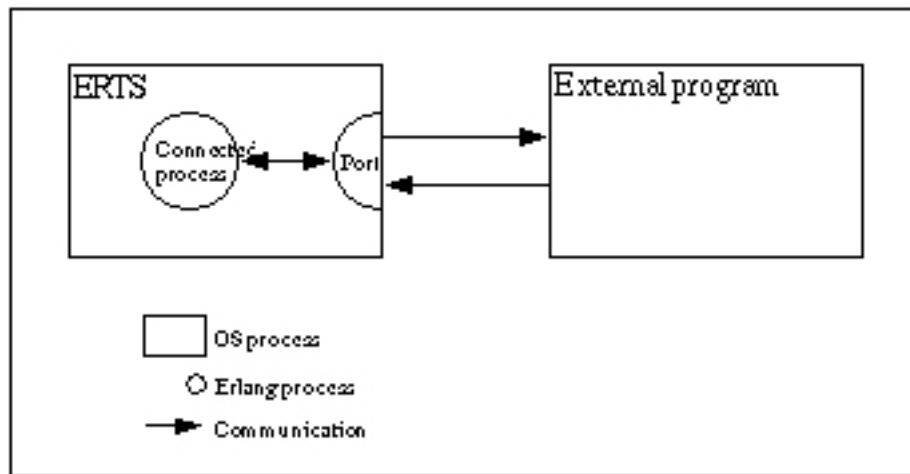 ERTS
External program
Connected
process
Port
OS process
Erlang process
Communication